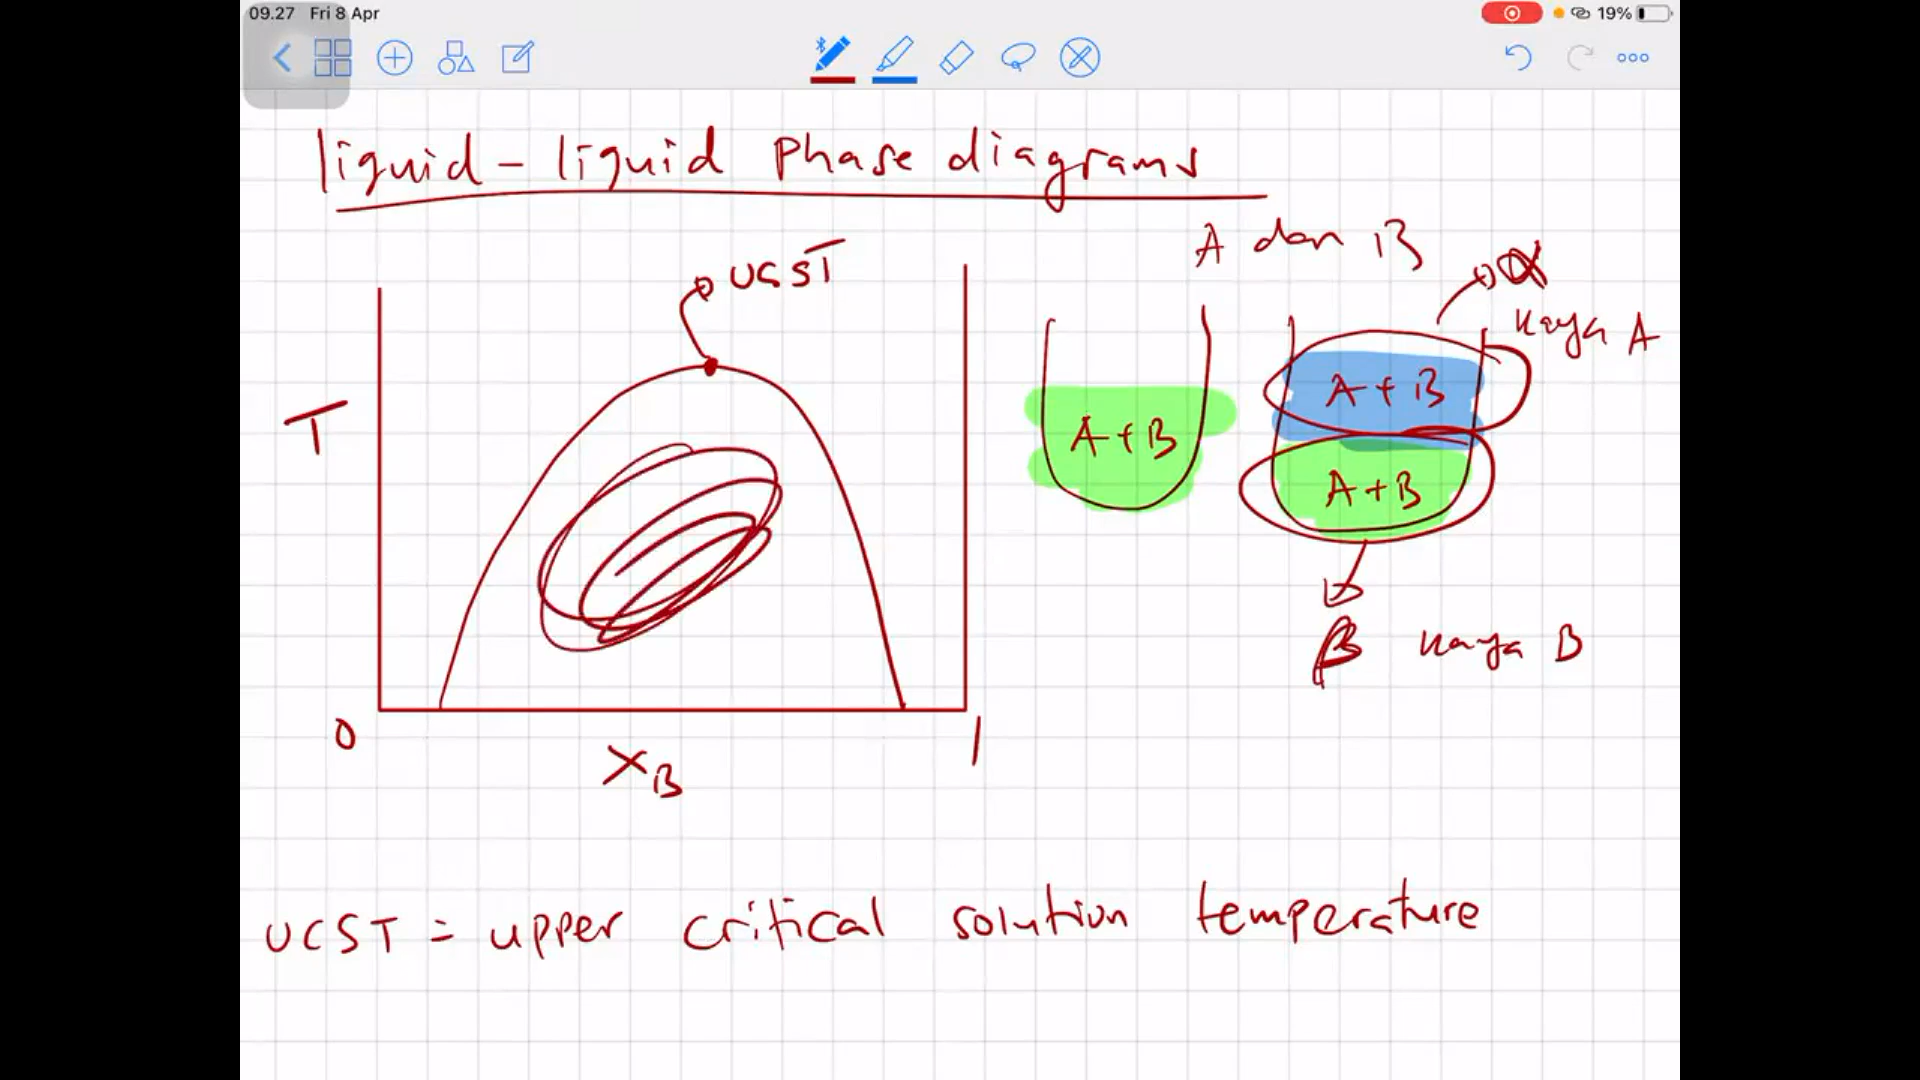 09.27 Fri 8 Apr
19%
liquid - liquid Phase diagrams
A dan B
UCST
α
kaya A
T
A + B
A + B
A + B
β kaya B
0
1
XB
UCST = upper critical solution temperature